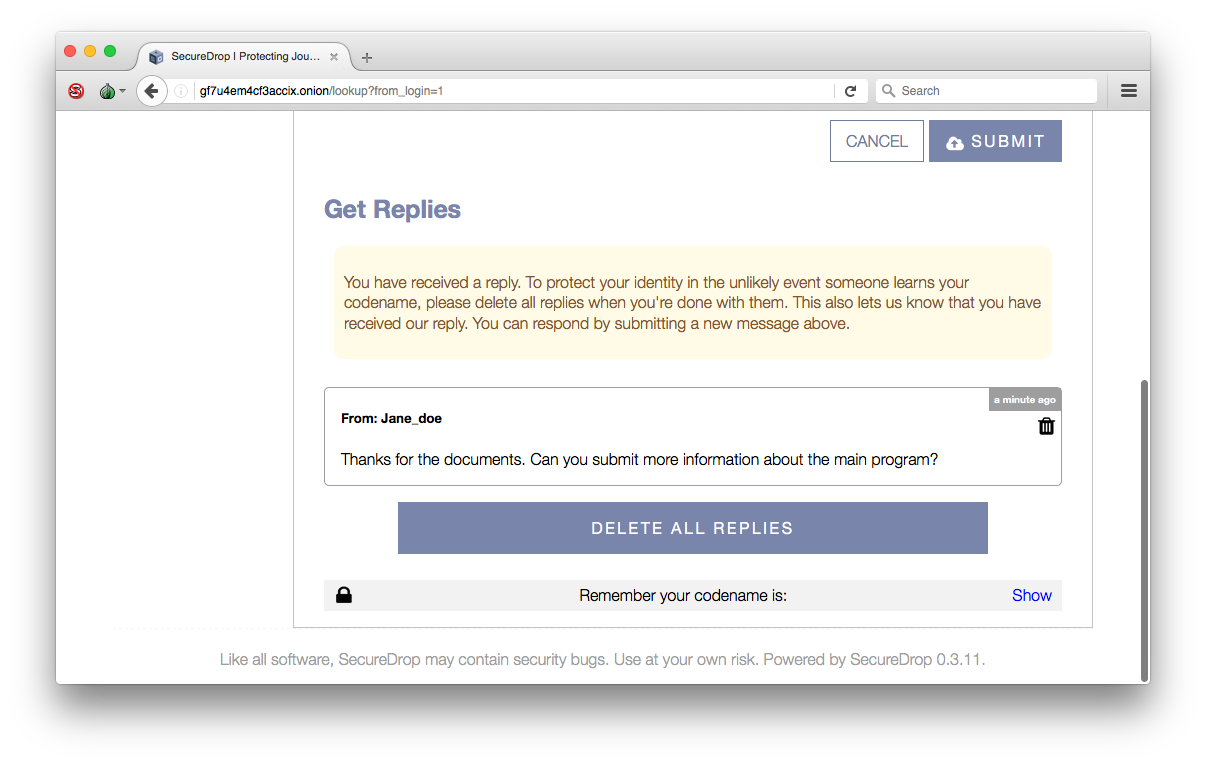 SecureDrop | Protecting Jou...
gf7u4em4cf3accix.onion/lookup?from_login=1
Search
CANCEL
SUBMIT
Get Replies
You have received a reply. To protect your identity in the unlikely event someone learns your
codename, please delete all replies when you're done with them. This also lets us know that you have
received our reply. You can respond by submitting a new message above.
a minute ago
From: Jane_doe
Thanks for the documents. Can you submit more information about the main program?
DELETE ALL REPLIES
Remember your codename is:
Show
Like all software, SecureDrop may contain security bugs. Use at your own risk. Powered by SecureDrop 0.3.11.